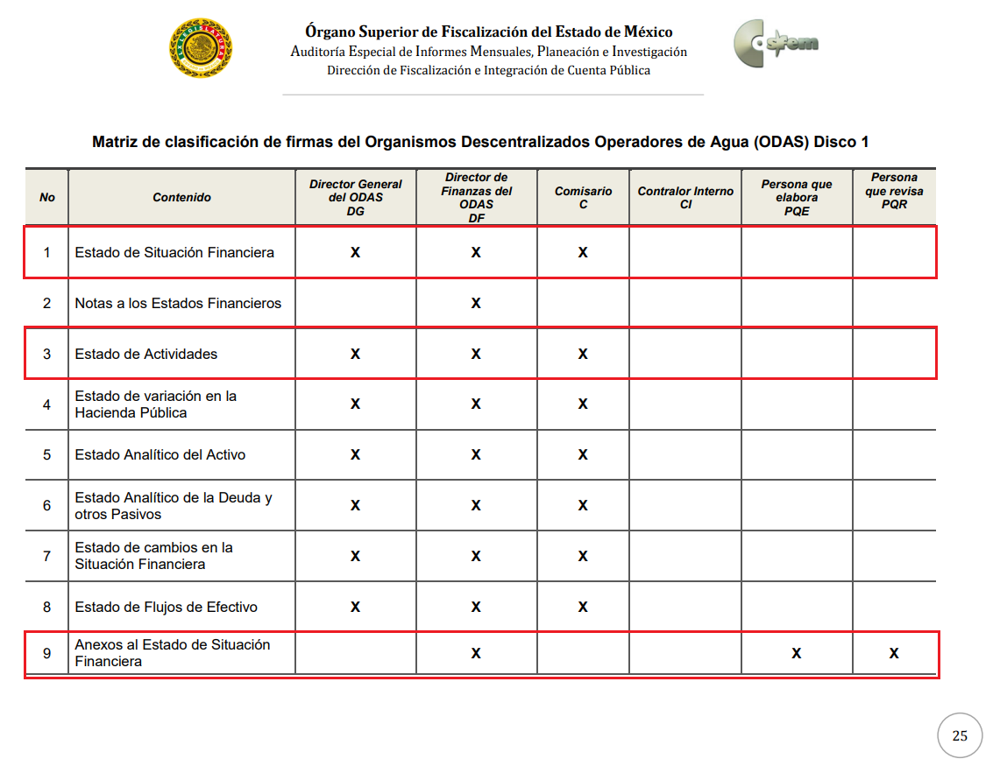 Órgano Superior de Fiscalización del Estado de México
Auditoría Especial de Informes Mensuales, Planeación e Investigación
Dirección de Fiscalización e Integración de Cuenta Pública
osfem
Matriz de clasificación de firmas del Organismos Descentralizados Operadores de Agua (ODAS) Disco 1
No
Contenido
Director General
del ODAS
DG
Director de
Finanzas del
ODAS
DF
Comisario
C
Contralor Interno
CI
Persona que
elabora
PQE
Persona
que revisa
PQR
1 Estado de Situación Financiera X X X
2 Notas a los Estados Financieros X
3 Estado de Actividades X X X
4 Estado de variación en la
Hacienda Pública X X X
5 Estado Analítico del Activo X X X
6 Estado Analítico de la Deuda y
otros Pasivos X X X
7 Estado de cambios en la
Situación Financiera X X X
8 Estado de Flujos de Efectivo X X X
9 Anexos al Estado de Situación
Financiera X X X
25